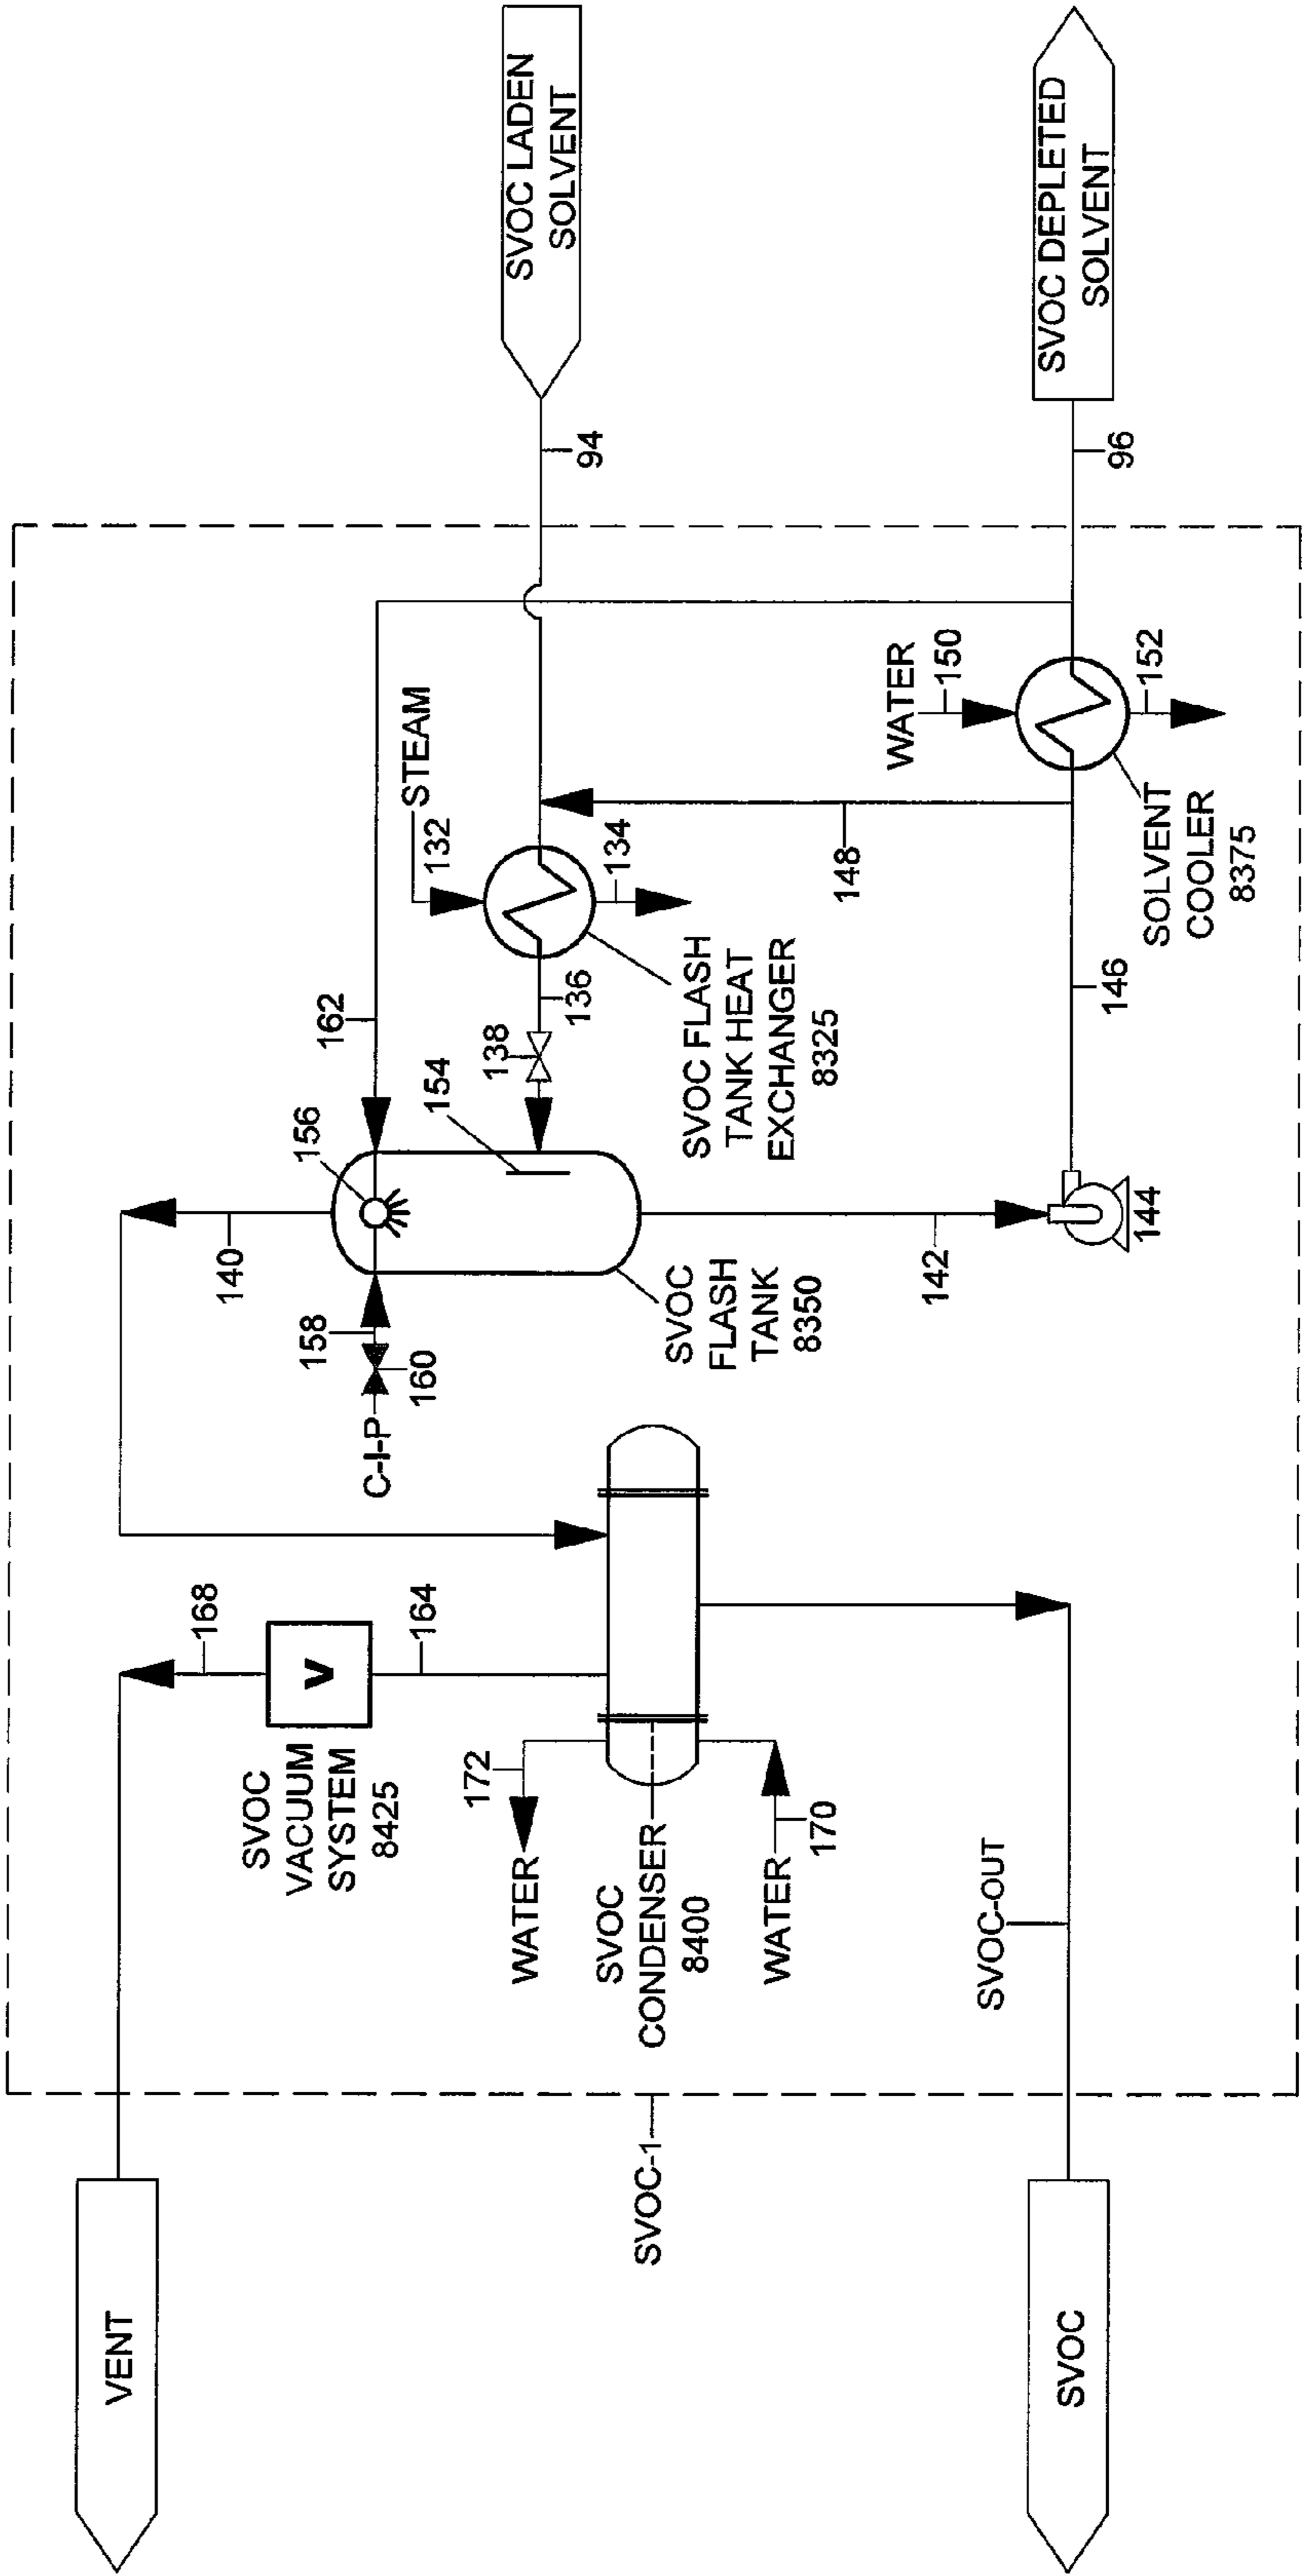 VENT
168
SVOC
VACUUM
SYSTEM
8425
V
164
172
WATER
SVOC
CONDENSER
8400
WATER
170
SVOC-1
SVOC-OUT
SVOC
140
158
C-I-P
160
156
162
154
138
136
SVOC
FLASH
TANK
8350
142
144
STEAM
132
134
SVOC FLASH
TANK HEAT
EXCHANGER
8325
148
146
WATER
150
152
SOLVENT
COOLER
8375
SVOC LADEN
SOLVENT
94
SVOC DEPLETED
SOLVENT
96